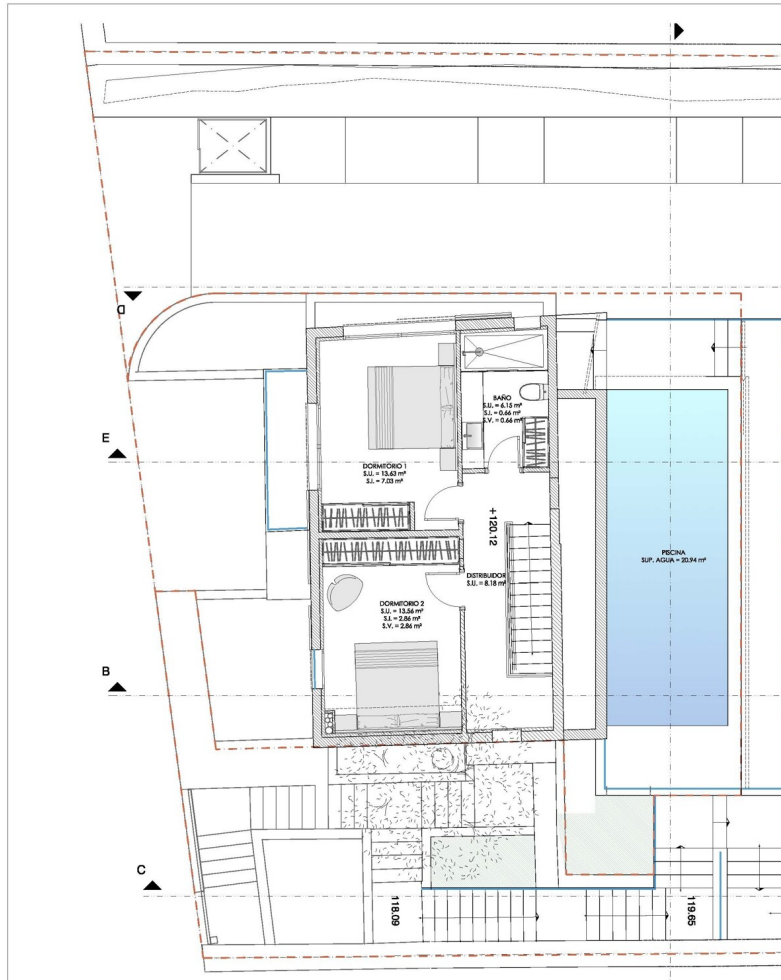 D
E
BAÑO
S.U. = 6.15 m²
S.I. = 0.66 m²
S.V. = 0.66 m²
DORMITORIO 1
S.U. = 13.63 m²
S.I. = 7.03 m²
+120.12
PISCINA
SUP. AGUA = 20.94 m²
DISTRIBUIDOR
S.U. = 8.18 m²
DORMITORIO 2
S.U. = 13.56 m²
S.I. = 2.86 m²
S.V. = 2.86 m²
B
C
118.09
119.65